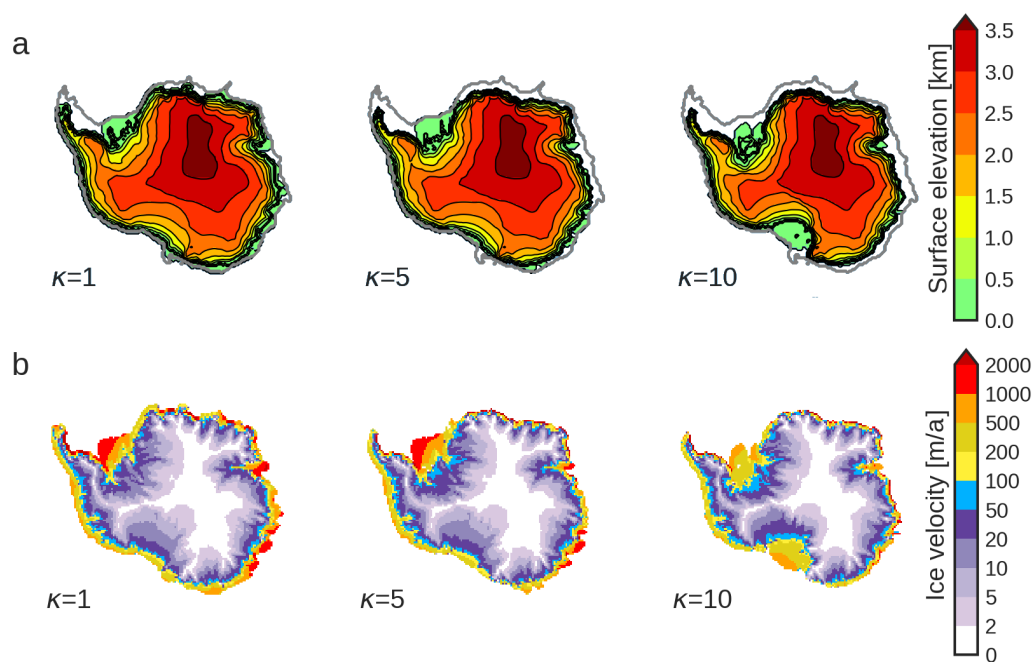 a
κ=1
κ=5
κ=10
Surface elevation [km]
3.5
3.0
2.5
2.0
1.5
1.0
0.5
0.0
b
κ=1
κ=5
κ=10
Ice velocity [m/a]
2000
1000
500
200
100
50
20
10
5
2
0